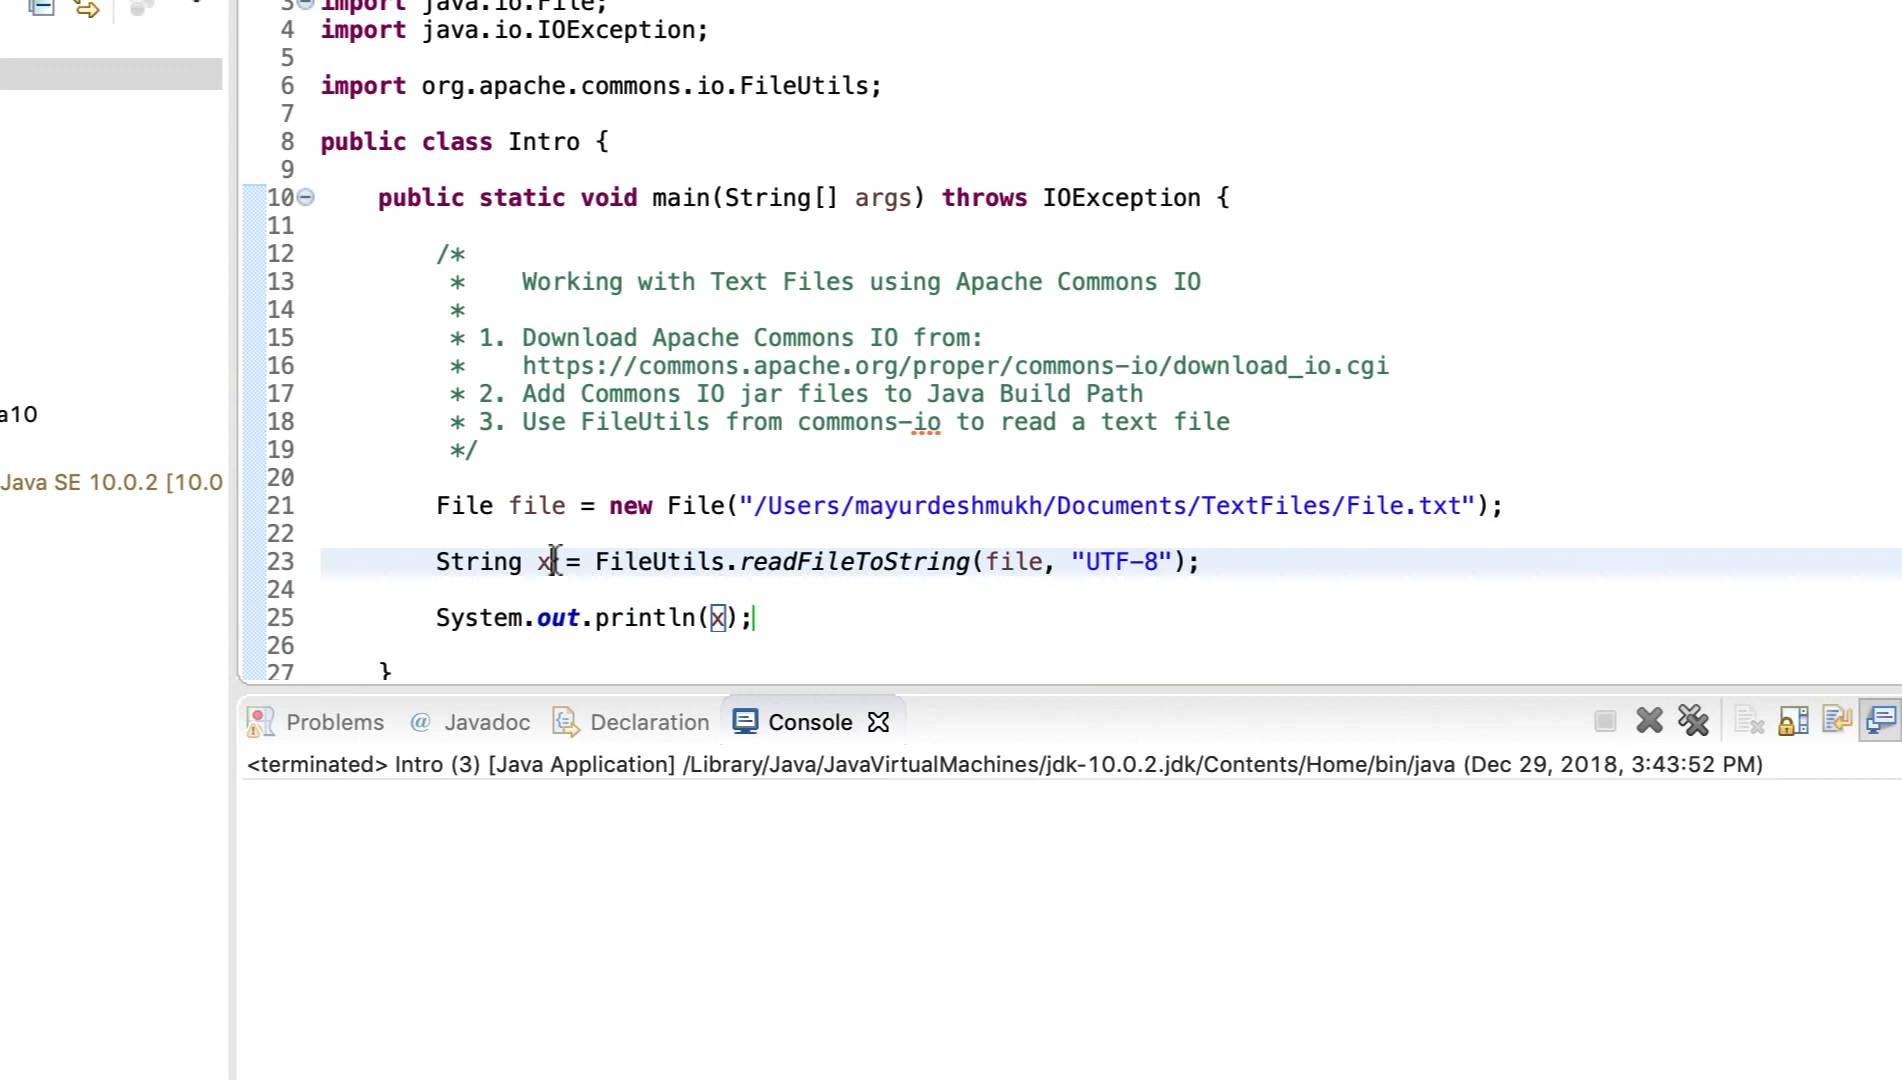 3 import java.io.File;
4 import java.io.IOException;
5
6 import org.apache.commons.io.FileUtils;
7
8 public class Intro {
9
10 public static void main(String[] args) throws IOException {
11
12 /*
13 * Working with Text Files using Apache Commons IO
14 *
15 * 1. Download Apache Commons IO from:
16 * https://commons.apache.org/proper/commons-io/download_io.cgi
17 * 2. Add Commons IO jar files to Java Build Path
18 * 3. Use FileUtils from commons-io to read a text file
19 */
20
21 File file = new File("/Users/mayurdeshmukh/Documents/TextFiles/File.txt");
22
23 String x = FileUtils.readFileToString(file, "UTF-8");
24
25 System.out.println(x);
26
27 }
a10
Java SE 10.0.2 [10.0
Problems @ Javadoc Declaration Console
<terminated> Intro (3) [Java Application] /Library/Java/JavaVirtualMachines/jdk-10.0.2.jdk/Contents/Home/bin/java (Dec 29, 2018, 3:43:52 PM)